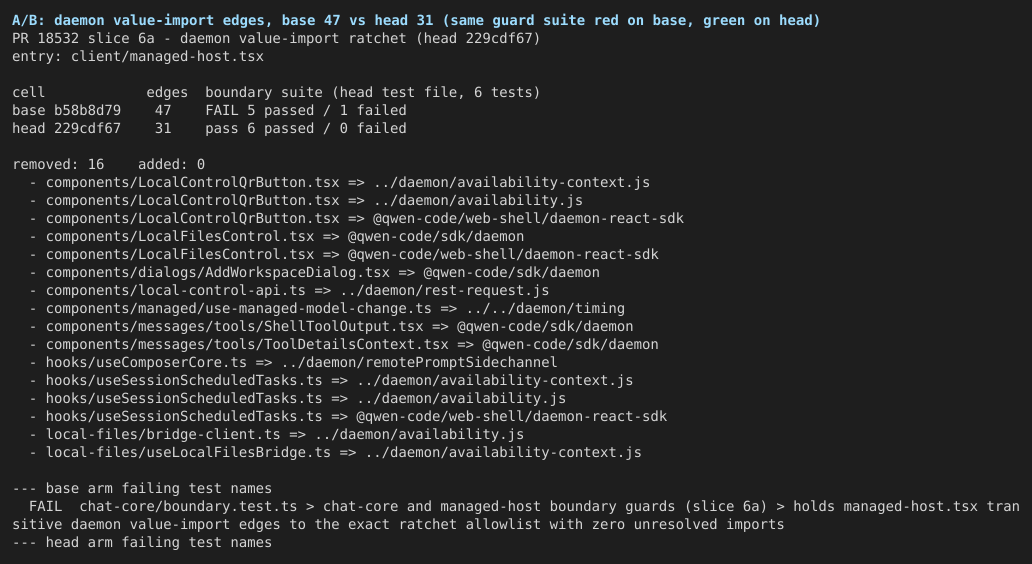 A/B: daemon value-import edges, base 47 vs head 31 (same guard suite red on base, green on head)
PR 18532 slice 6a - daemon value-import ratchet (head 229cdf67)
entry: client/managed-host.tsx
cell            edges  boundary suite (head test file, 6 tests)
base b58b8d79    47    FAIL 5 passed / 1 failed
head 229cdf67    31    pass 6 passed / 0 failed
removed: 16    added: 0
  - components/LocalControlQrButton.tsx => ../daemon/availability-context.js
  - components/LocalControlQrButton.tsx => ../daemon/availability.js
  - components/LocalControlQrButton.tsx => @qwen-code/web-shell/daemon-react-sdk
  - components/LocalFilesControl.tsx => @qwen-code/sdk/daemon
  - components/LocalFilesControl.tsx => @qwen-code/web-shell/daemon-react-sdk
  - components/dialogs/AddWorkspaceDialog.tsx => @qwen-code/sdk/daemon
  - components/local-control-api.ts => ../daemon/rest-request.js
  - components/managed/use-managed-model-change.ts => ../../daemon/timing
  - components/messages/tools/ShellToolOutput.tsx => @qwen-code/sdk/daemon
  - components/messages/tools/ToolDetailsContext.tsx => @qwen-code/sdk/daemon
  - hooks/useComposerCore.ts => ../daemon/remotePromptSidechannel
  - hooks/useSessionScheduledTasks.ts => ../daemon/availability-context.js
  - hooks/useSessionScheduledTasks.ts => ../daemon/availability.js
  - hooks/useSessionScheduledTasks.ts => @qwen-code/web-shell/daemon-react-sdk
  - local-files/bridge-client.ts => ../daemon/availability.js
  - local-files/useLocalFilesBridge.ts => ../daemon/availability-context.js
--- base arm failing test names
  FAIL  chat-core/boundary.test.ts > chat-core and managed-host boundary guards (slice 6a) > holds managed-host.tsx tran
sitive daemon value-import edges to the exact ratchet allowlist with zero unresolved imports
--- head arm failing test names